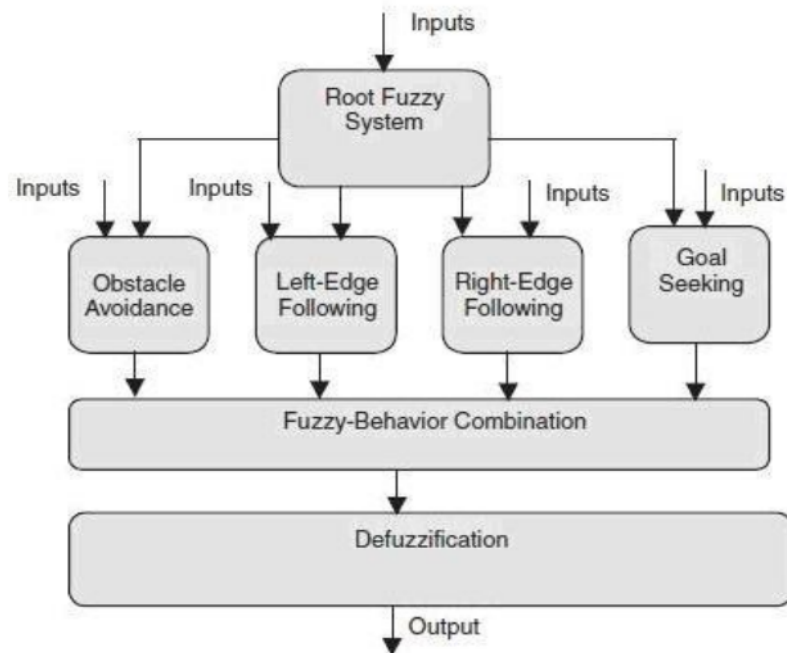 Inputs
Root Fuzzy
System
Inputs
Inputs
Inputs
Inputs
Obstacle
Avoidance
Left-Edge
Following
Right-Edge
Following
Goal
Seeking
Fuzzy-Behavior Combination
Defuzzification
Output